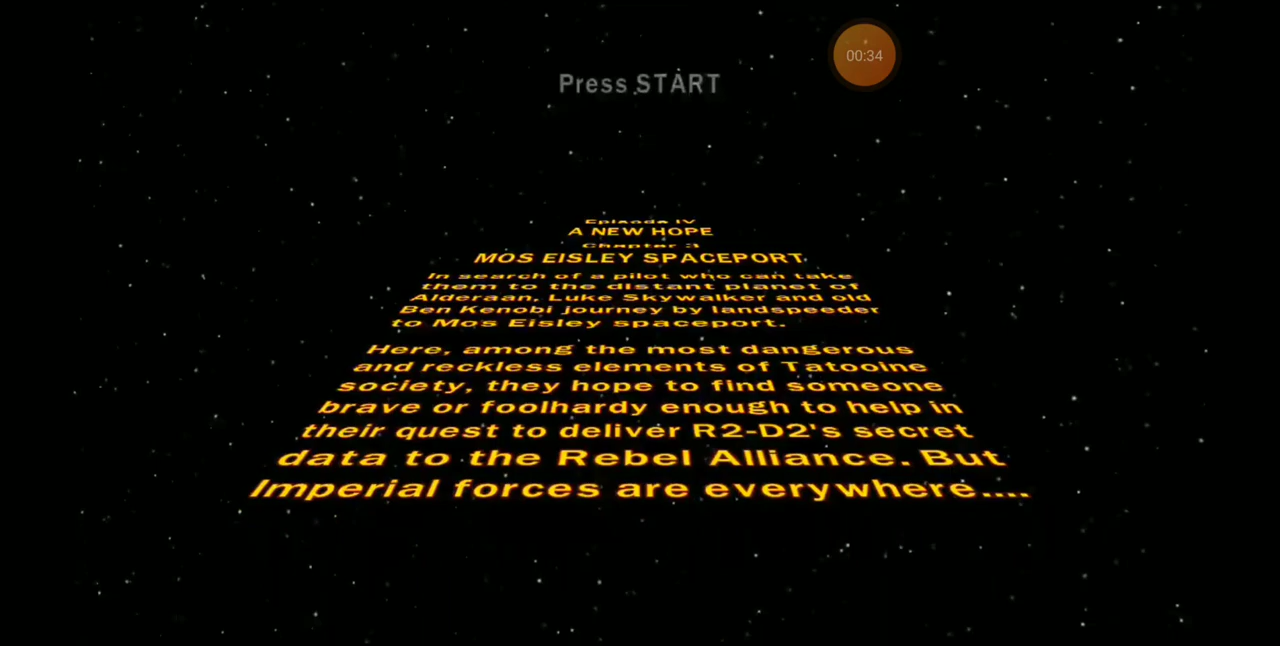 00:34
Press START
Episode IV
A NEW HOPE
Chapter 3
MOS EISLEY SPACEPORT
In search of a pilot who can take
them to the distant planet of
Alderaan, Luke Skywalker and old
Ben Kenobi journey by landspeeder
to Mos Eisley spaceport.
Here, among the most dangerous
and reckless elements of Tatooine
society, they hope to find someone
brave or foolhardy enough to help in
their quest to deliver R2-D2's secret
data to the Rebel Alliance. But
Imperial forces are everywhere....